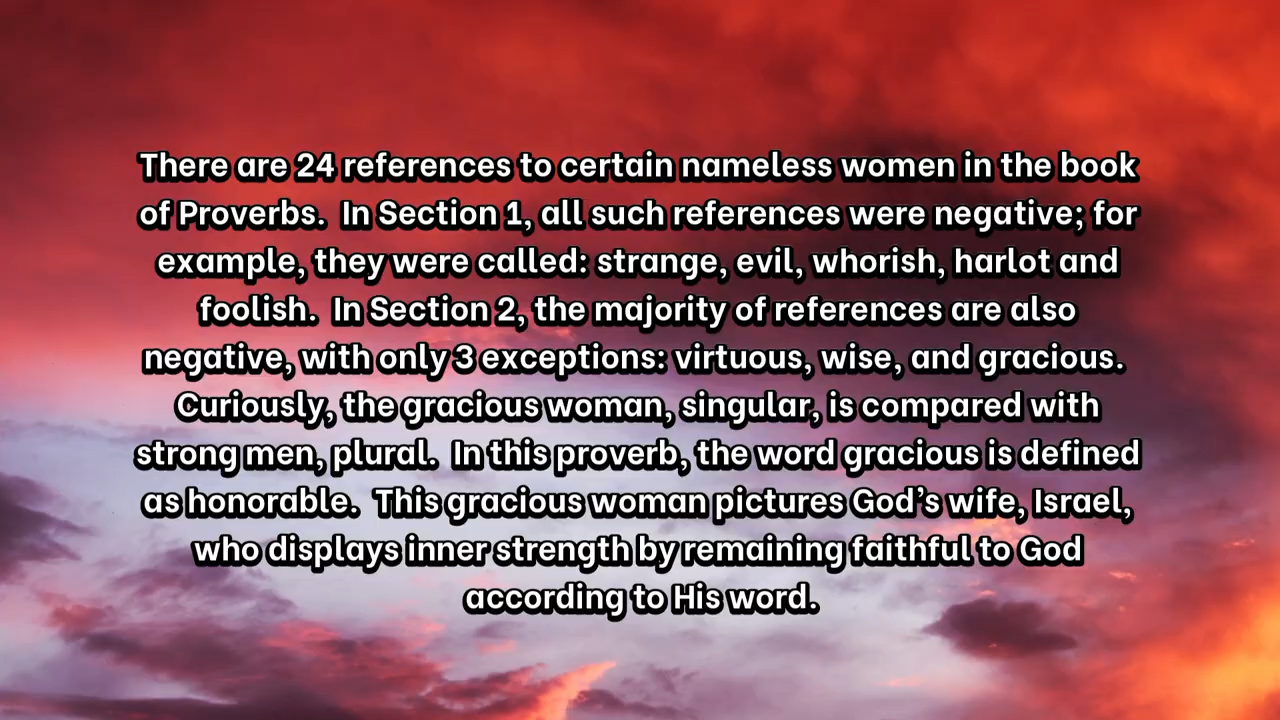 There are 24 references to certain nameless women in the book
of Proverbs.  In Section 1, all such references were negative; for
example, they were called: strange, evil, whorish, harlot and
foolish.  In Section 2, the majority of references are also
negative, with only 3 exceptions: virtuous, wise, and gracious.
Curiously, the gracious woman, singular, is compared with
strong men, plural.  In this proverb, the word gracious is defined
as honorable.  This gracious woman pictures God’s wife, Israel,
who displays inner strength by remaining faithful to God
according to His word.